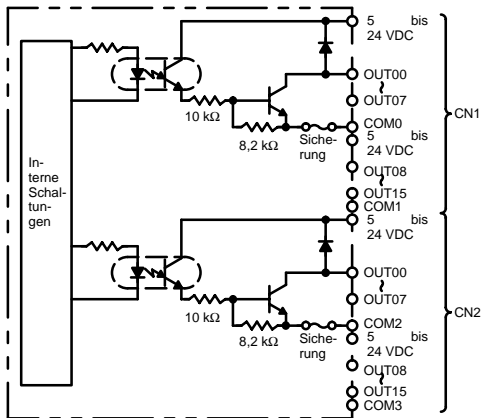 5 bis
24 VDC
OUT00
OUT07
10 kΩ
COM0
8,2 kΩ
Siche-
rung
5 bis
24 VDC
CN1
OUT08
OUT15
COM1
In-
terne
Schal-
tun-
gen
5 bis
24 VDC
OUT00
OUT07
10 kΩ
COM2
8,2 kΩ
Siche-
rung
5 bis
24 VDC
CN2
OUT08
OUT15
COM3